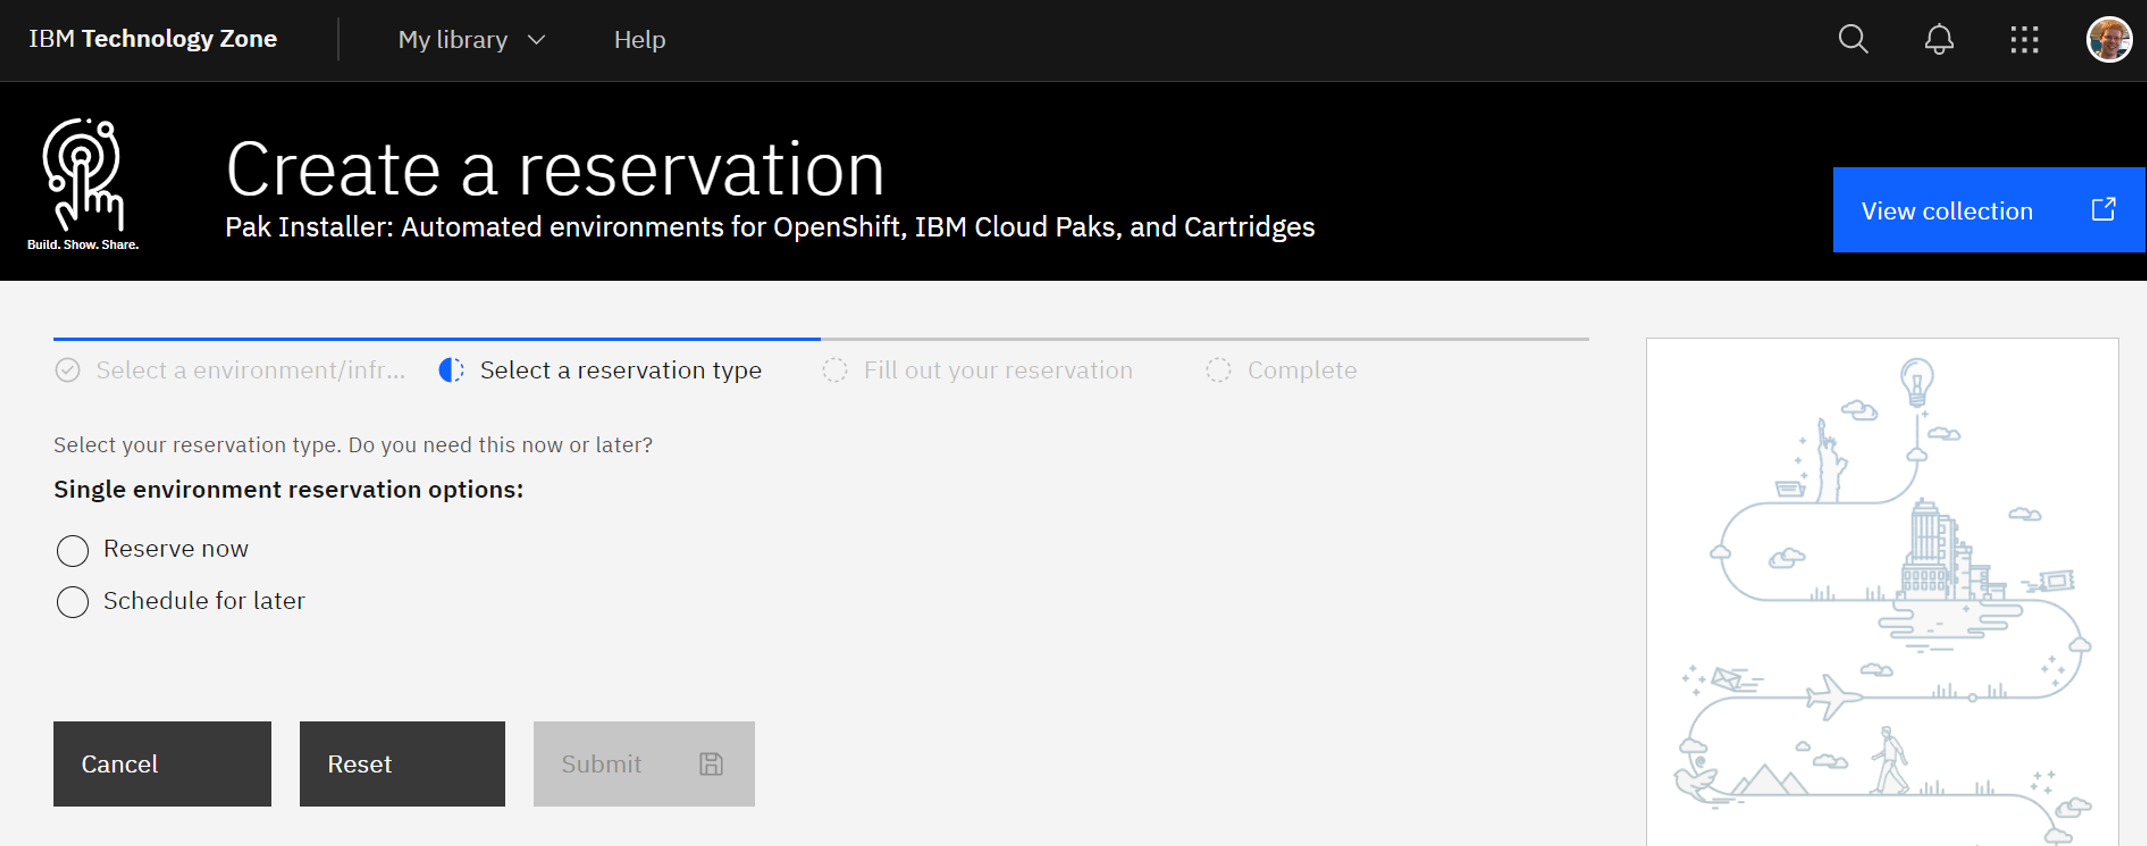 IBM Technology Zone
My library
Help
Build. Show. Share.
Create a reservation
Pak Installer: Automated environments for OpenShift, IBM Cloud Paks, and Cartridges
View collection
Select a environment/infr...
Select a reservation type
Fill out your reservation
Complete
Select your reservation type. Do you need this now or later?
Single environment reservation options:
Reserve now
Schedule for later
Cancel
Reset
Submit